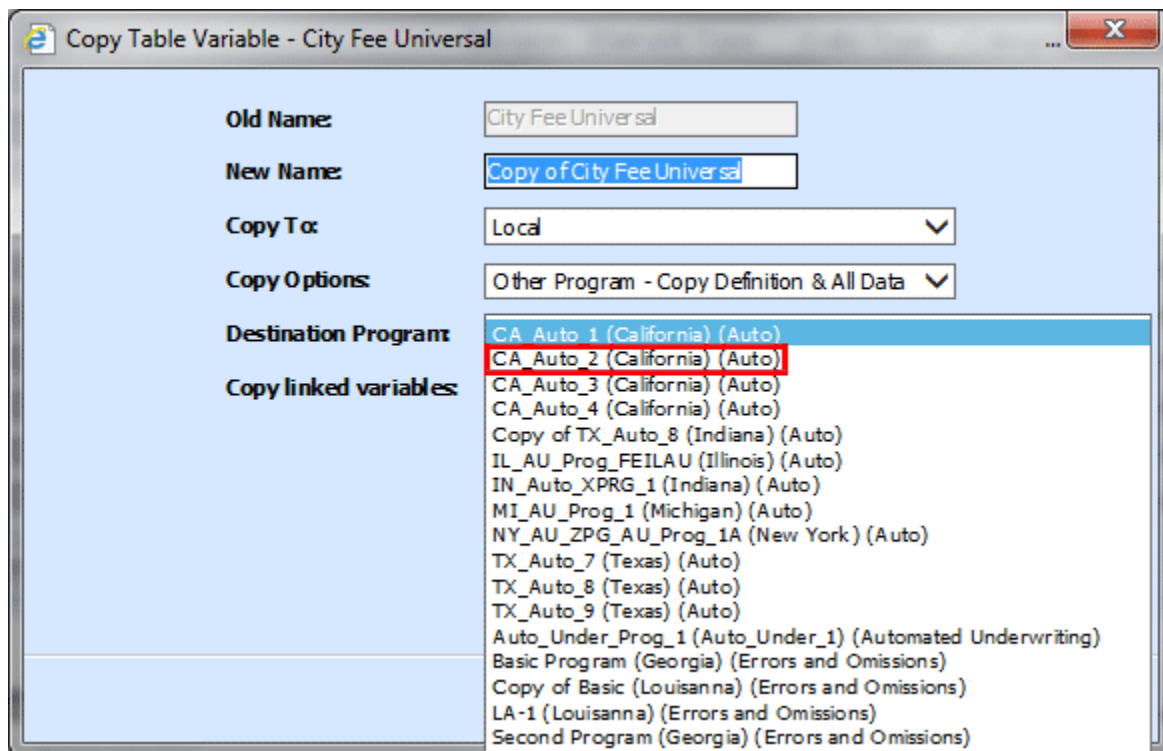 Copy Table Variable - City Fee Universal ...
Old Name: City Fee Universal
New Name: Copy of City Fee Universal
Copy To: Local
Copy Options: Other Program - Copy Definition & All Data
Destination Program: CA_Auto_1 (California) (Auto)
CA_Auto_2 (California) (Auto)
Copy linked variables: CA_Auto_3 (California) (Auto)
CA_Auto_4 (California) (Auto)
Copy of TX_Auto_8 (Indiana) (Auto)
IL_AU_Prog_FEILAU (Illinois) (Auto)
IN_Auto_XPRG_1 (Indiana) (Auto)
MI_AU_Prog_1 (Michigan) (Auto)
NY_AU_ZPG_AU_Prog_1A (New York) (Auto)
TX_Auto_7 (Texas) (Auto)
TX_Auto_8 (Texas) (Auto)
TX_Auto_9 (Texas) (Auto)
Auto_Under_Prog_1 (Auto_Under_1) (Automated Underwriting)
Basic Program (Georgia) (Errors and Omissions)
Copy of Basic (Louisanna) (Errors and Omissions)
LA-1 (Louisanna) (Errors and Omissions)
Second Program (Georgia) (Errors and Omissions)